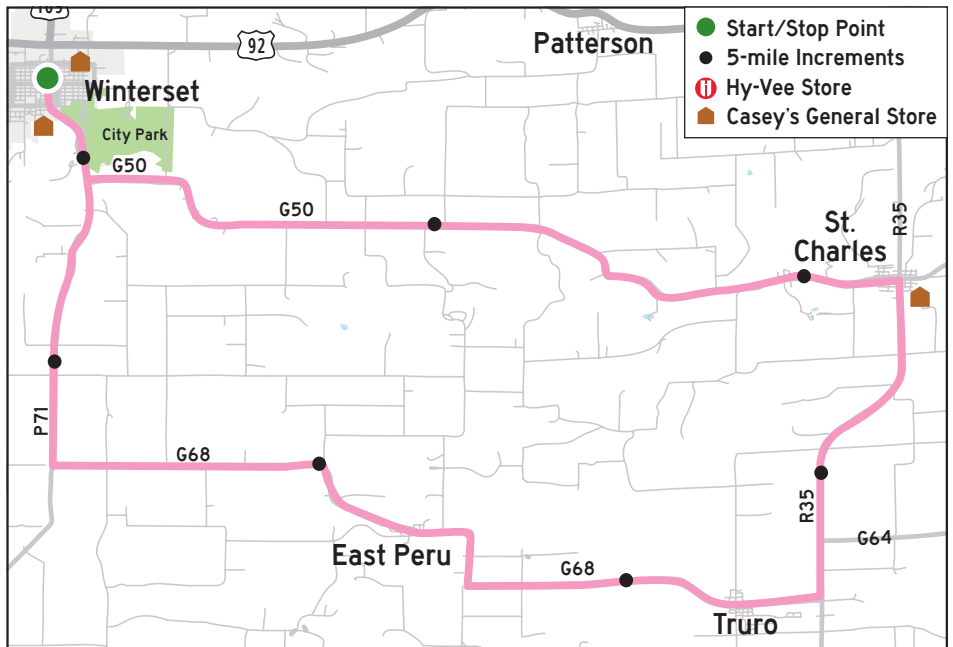 169
92
Patterson
Start/Stop Point
5-mile Increments
Hy-Vee Store
Casey's General Store
Winterset
City Park
G50
G50
St.
Charles
R35
P71
G68
R35
G64
East Peru
G68
Truro